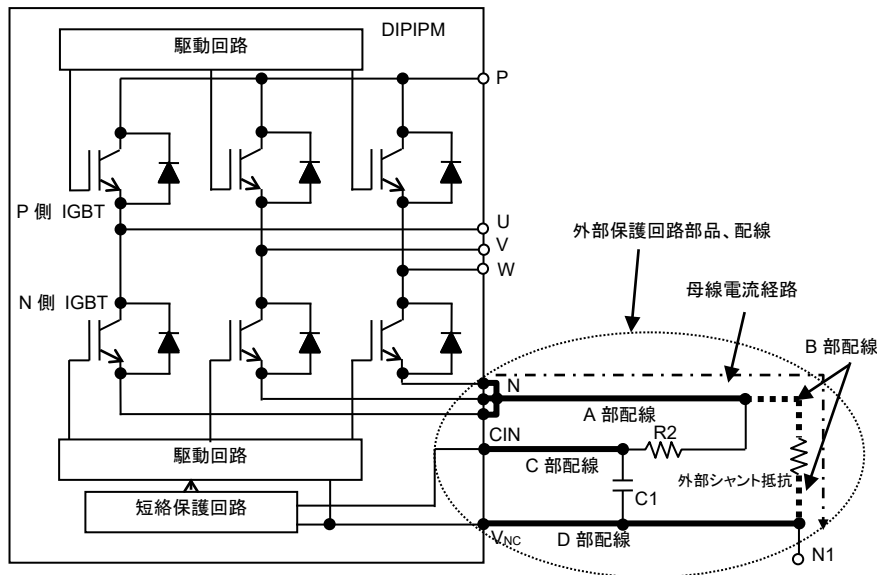 DIPIPM
駆動回路
P
P 側 IGBT
U
V
W
外部保護回路部品、配線
母線電流経路
N 側 IGBT
B 部配線
N
A 部配線
CIN
R2
C 部配線
駆動回路
外部シャント抵抗
短絡保護回路
C1
VNC
D 部配線
N1